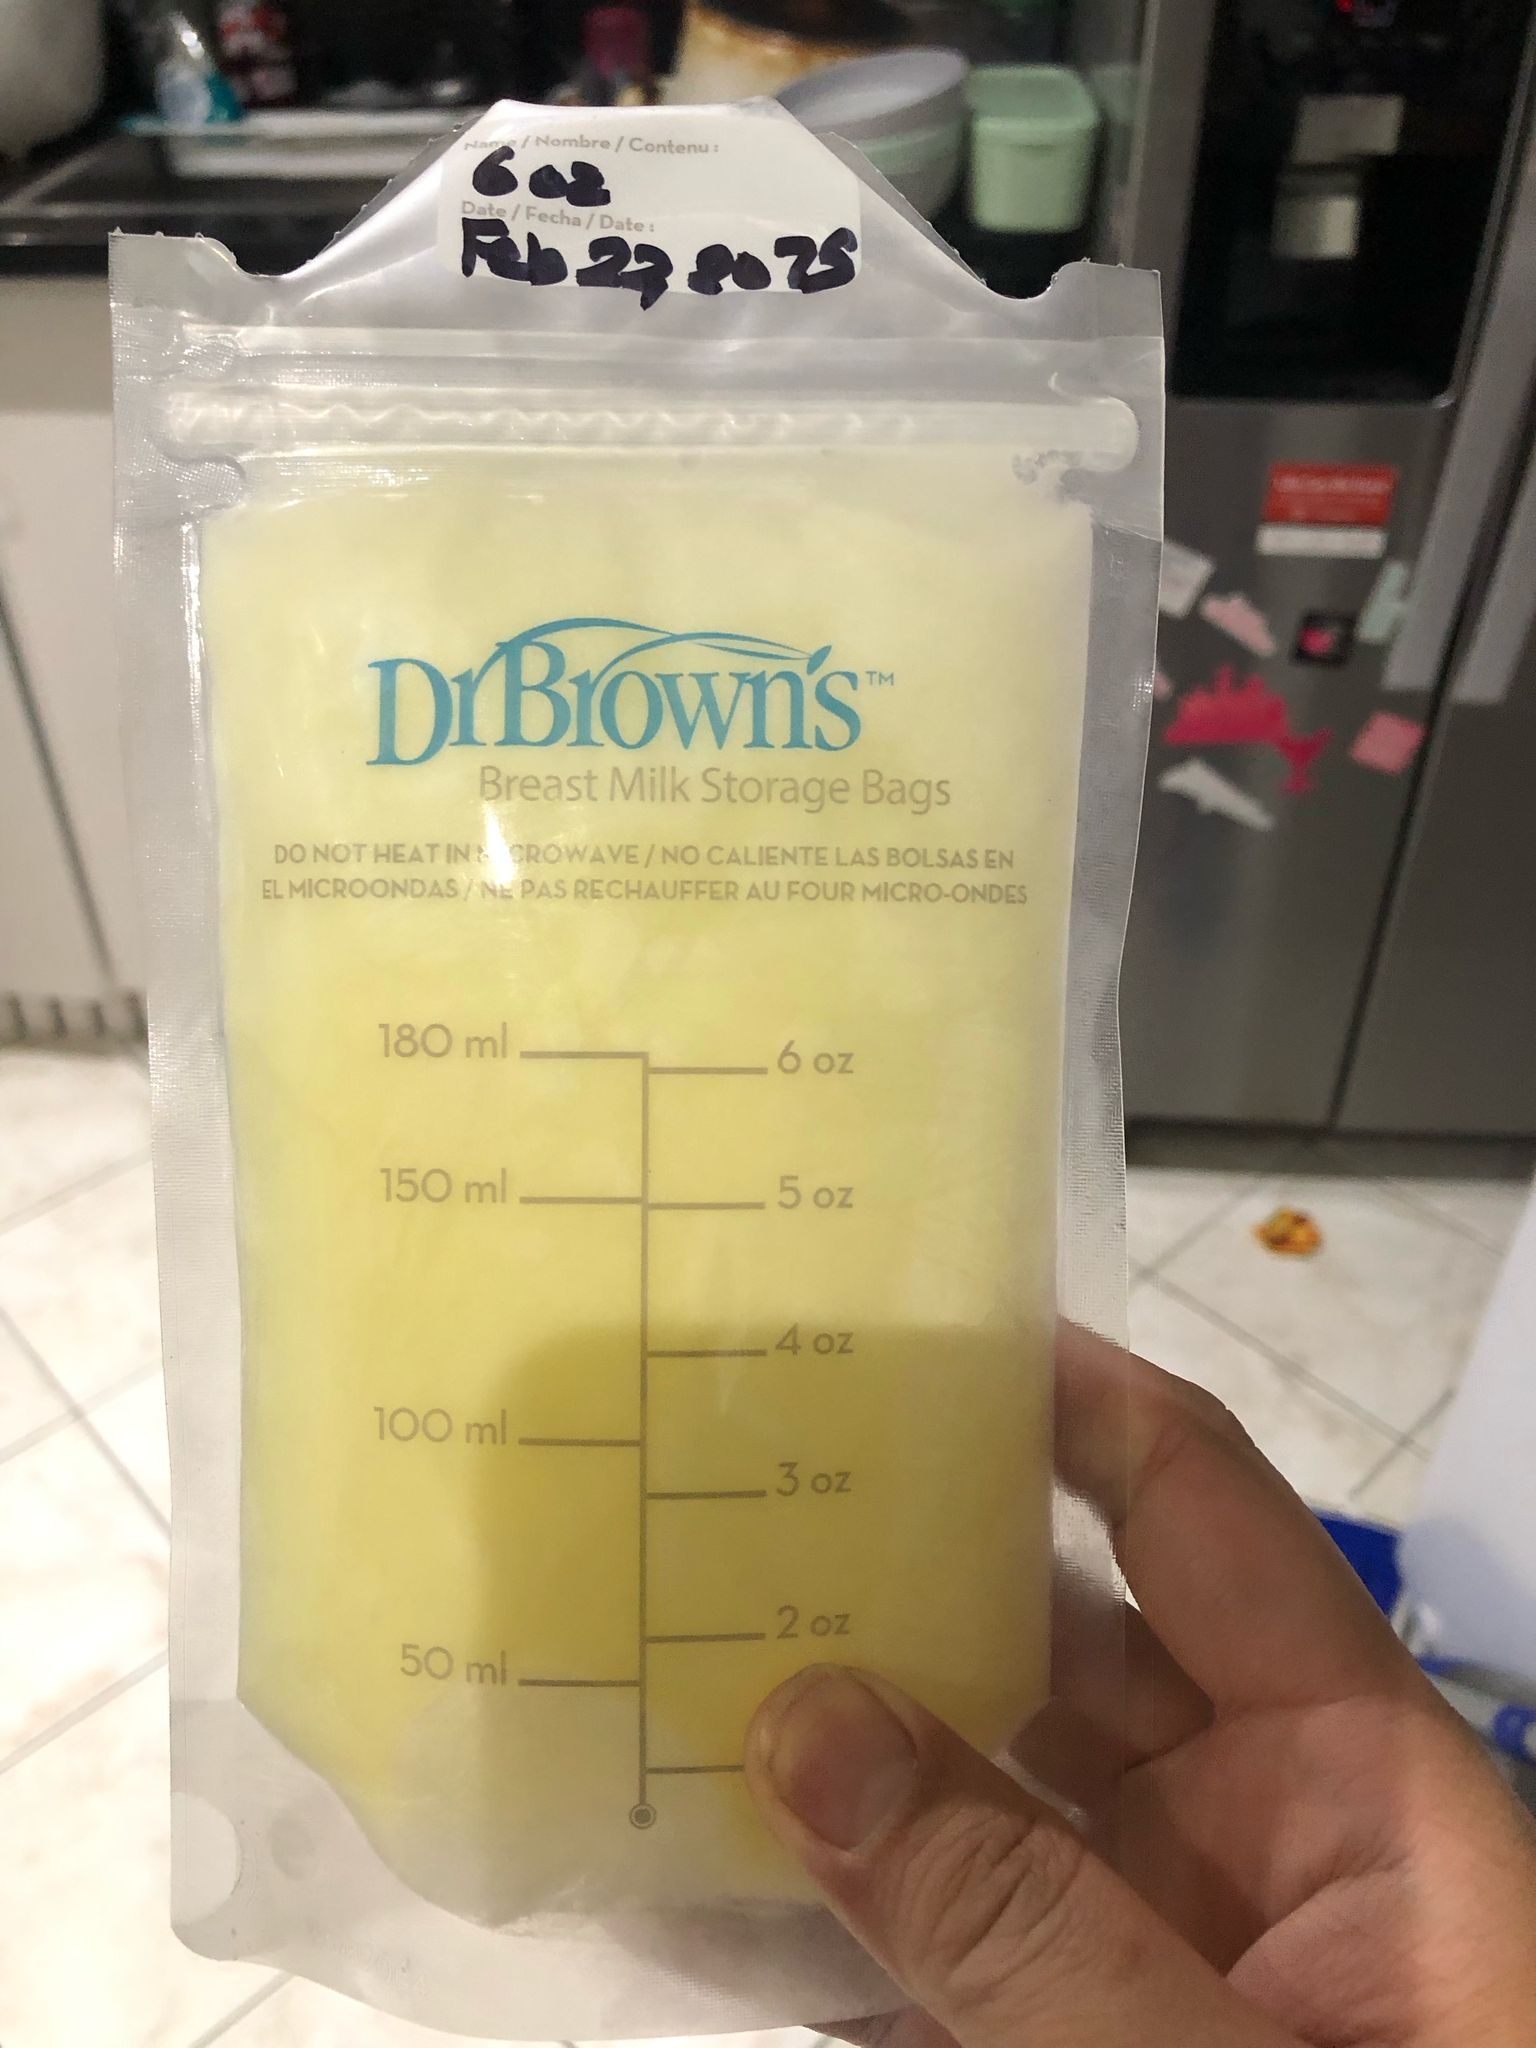 Name / Nombre / Contenu :
6 oz
Date / Fecha / Date :
Feb 27, 2025
DrBrown's™
Breast Milk Storage Bags
DO NOT HEAT IN MICROWAVE / NO CALIENTE LAS BOLSAS EN
EL MICROONDAS / NE PAS RECHAUFFER AU FOUR MICRO-ONDES
180 ml
6 oz
150 ml
5 oz
4 oz
100 ml
3 oz
2 oz
50 ml